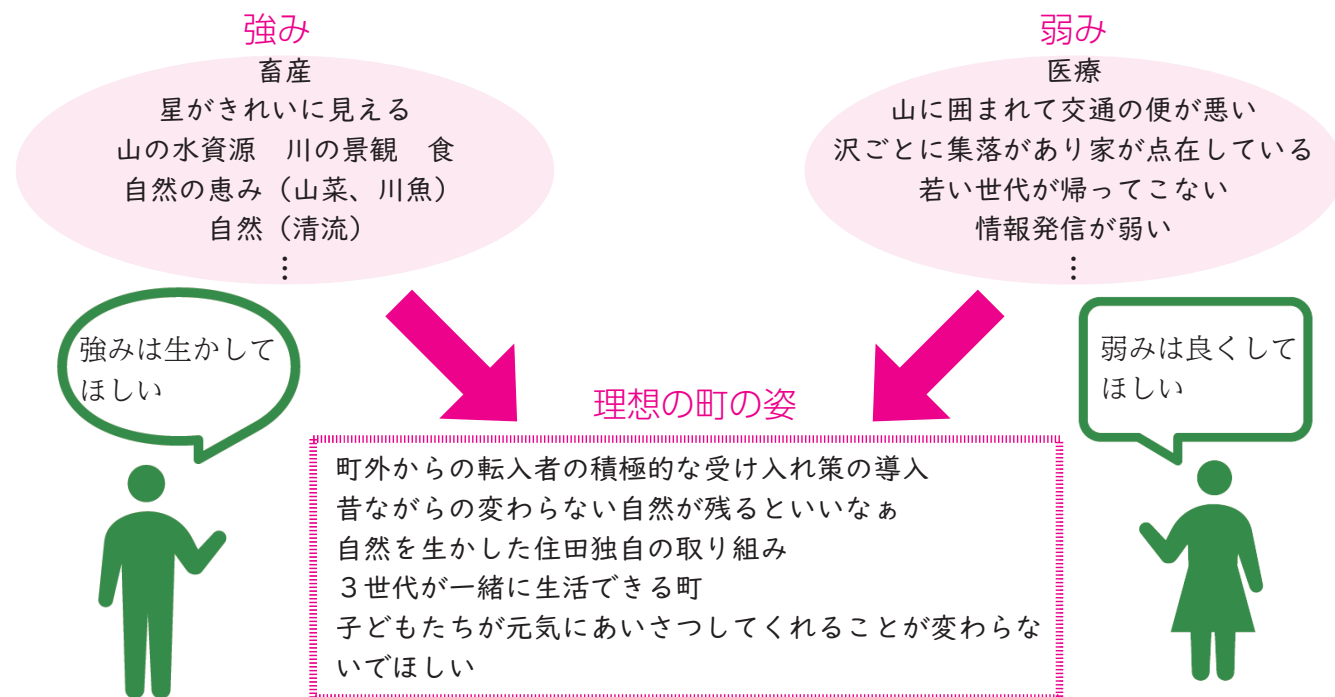 強み
畜産
星がきれいに見える
山の水資源　川の景観　食
自然の恵み（山菜、川魚）
自然（清流）
…
弱み
医療
山に囲まれて交通の便が悪い
沢ごとに集落があり家が点在している
若い世代が帰ってこない
情報発信が弱い
…
強みは生かして
ほしい
弱みは良くして
ほしい
理想の町の姿
町外からの転入者の積極的な受け入れ策の導入
昔ながらの変わらない自然が残るといいなぁ
自然を生かした住田独自の取り組み
３世代が一緒に生活できる町
子どもたちが元気にあいさつしてくれることが変わらな
いでほしい